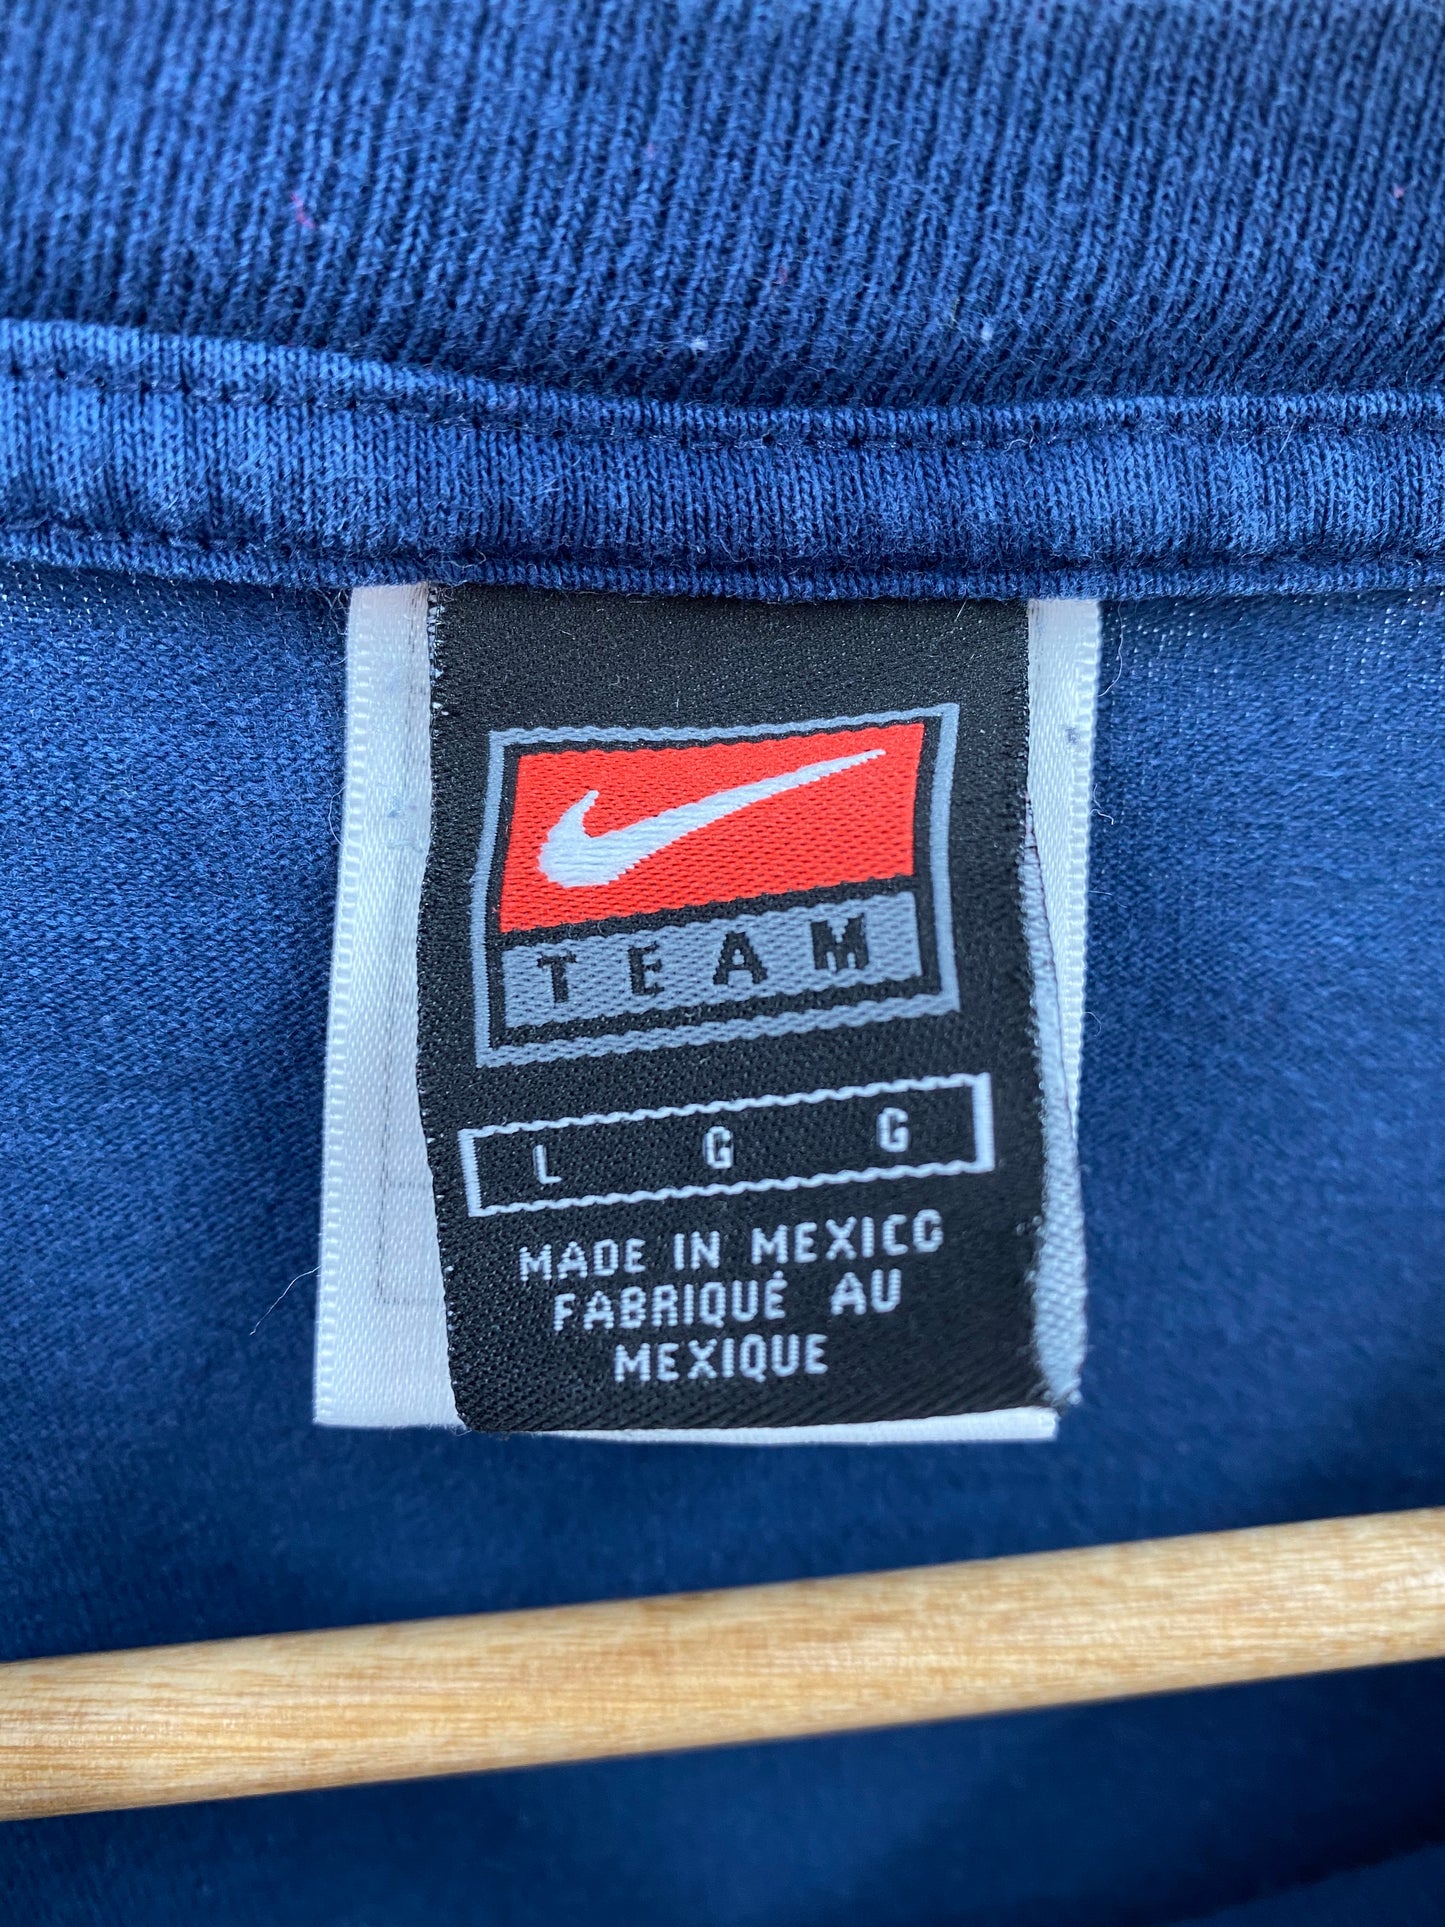 TEAM
L G G
MADE IN MEXICO
FABRIQUÉ AU
MEXIQUE